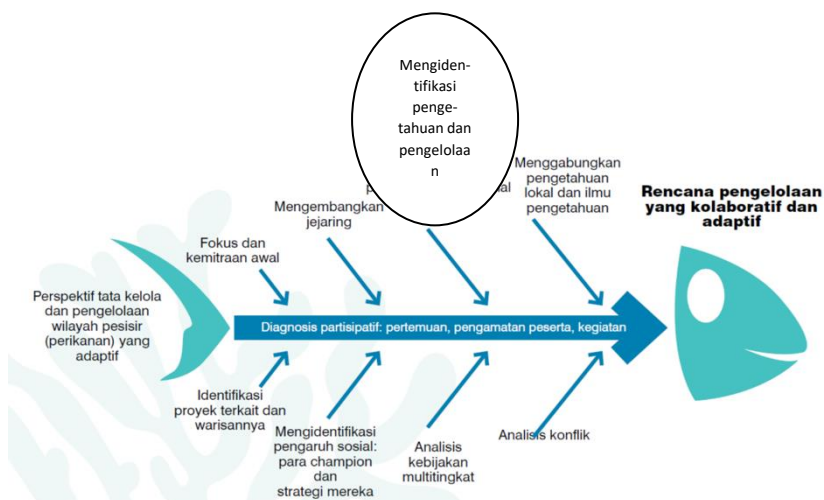 Mengiden-
tifikasi
penge-
tahuan dan
pengelolaa
n
Menggabungkan
pengetahuan
lokal dan ilmu
pengetahuan
Rencana pengelolaan
yang kolaboratif dan
adaptif
Mengembangkan
jejaring
Fokus dan
kemitraan awal
Perspektif tata kelola
dan pengelolaan
wilayah pesisir
(perikanan) yang
adaptif
Diagnosis partisipatif: pertemuan, pengamatan peserta, kegiatan
Identifikasi
proyek terkait dan
warisannya
Mengidentifikasi
pengaruh sosial:
para champion
dan
strategi mereka
Analisis
kebijakan
multitingkat
Analisis konflik